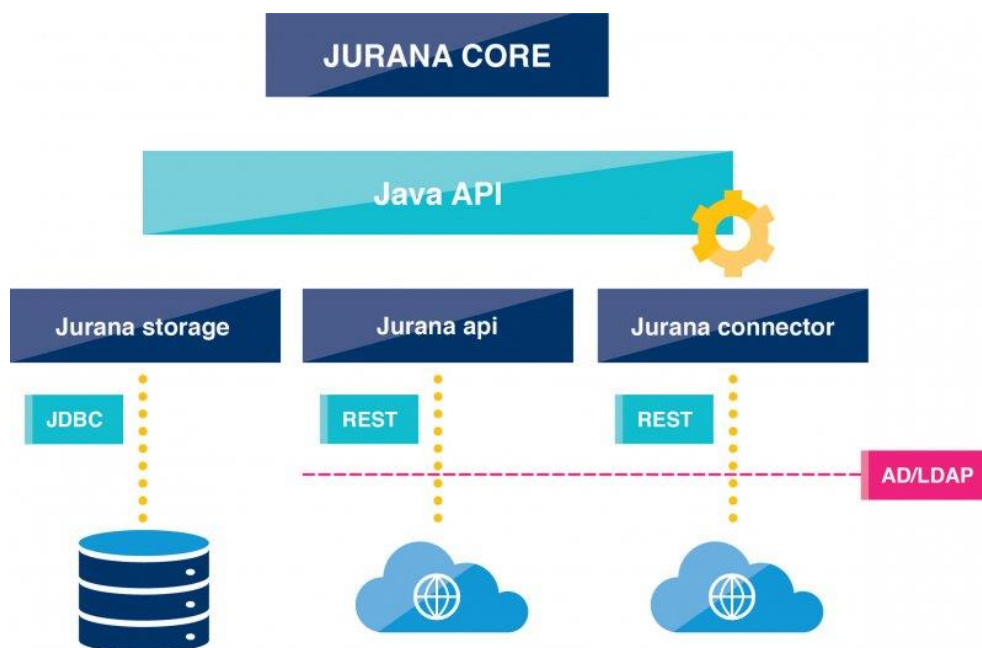 JURANA CORE
Java API
Jurana storage
Jurana api
Jurana connector
JDBC
REST
REST
AD/LDAP